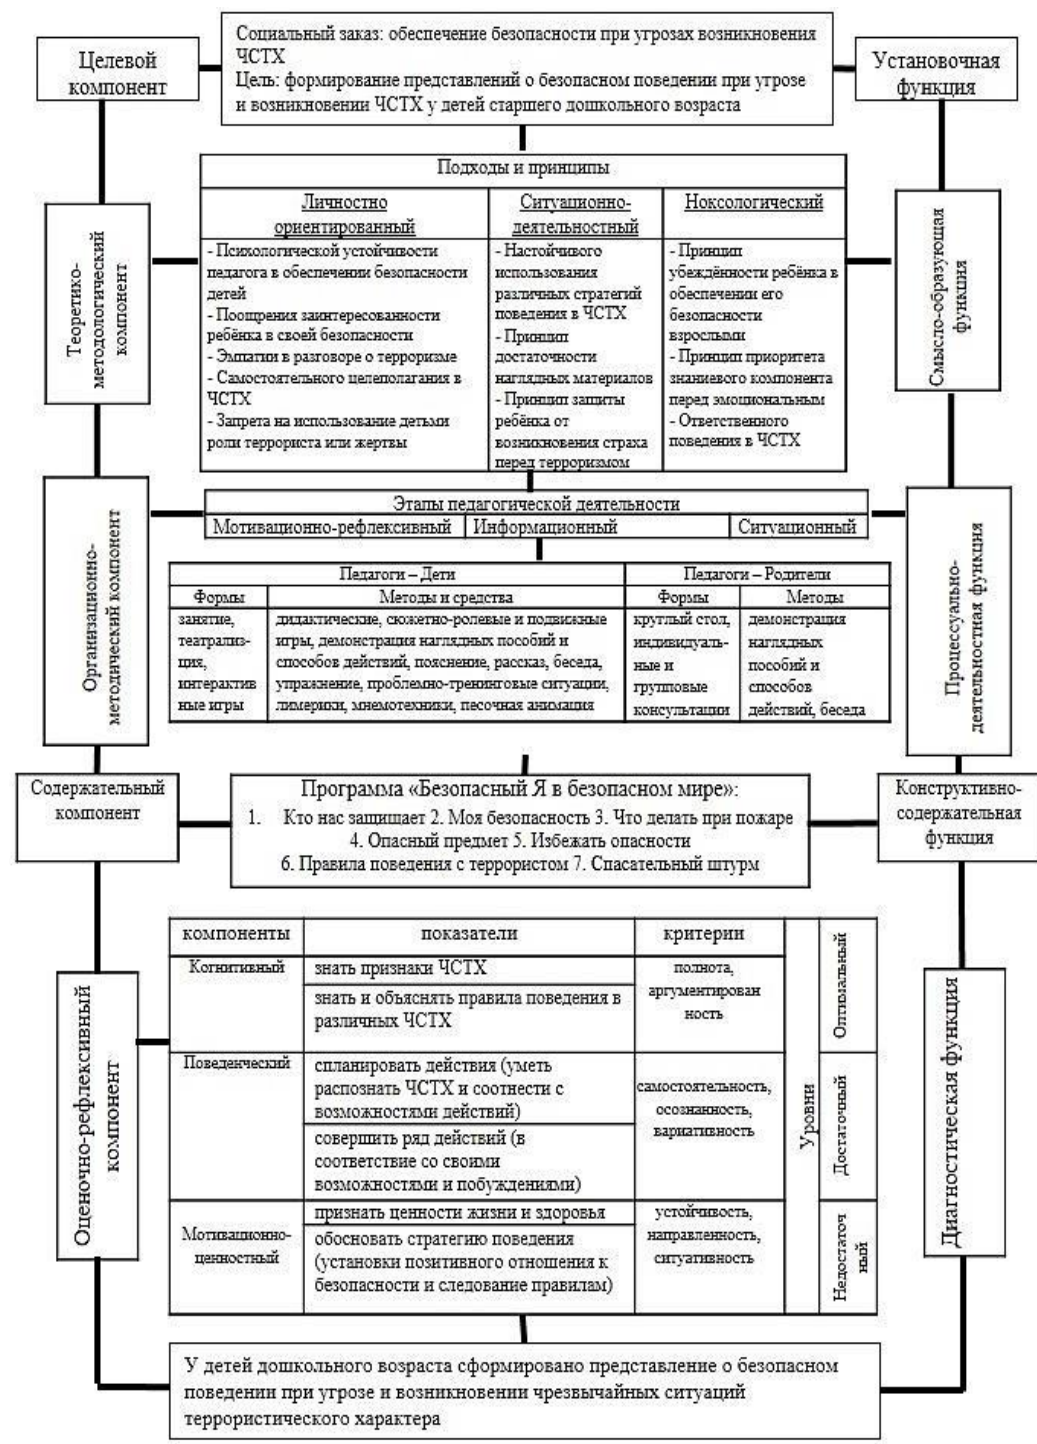 Целевой
компонент
Социальный заказ: обеспечение безопасности при угрозах возникновения
ЧСТХ
Цель: формирование представлений о безопасном поведении при угрозе
и возникновении ЧСТХ у детей старшего дошкольного возраста
Установочная
функция
Теоретико-
методологический
компонент
Подходы и принципы
Личностно
ориентированный
- Психологической устойчивости
педагога в обеспечении безопасности
детей
- Поощрения заинтересованности
ребёнка в своей безопасности
- Эмпатии в разговоре о терроризме
- Самостоятельного целеполагания в
ЧСТХ
- Запрета на использование детьми
роли террориста или жертвы
Ситуационно-
деятельностный
- Настойчивого
использования
различных стратегий
поведения в ЧСТХ
- Принцип
достаточности
наглядных материалов
- Принцип защиты
ребёнка от
возникновения страха
перед терроризмом
Ноксологический
- Принцип
убеждённости ребёнка в
обеспечении его
безопасности
взрослыми
- Принцип приоритета
знаниевого компонента
перед эмоциональным
- Ответственного
поведения в ЧСТХ
Смысло-образующая
функция
Организационно-
методический компонент
Этапы педагогической деятельности
Мотивационно-рефлексивный
Информационный
Ситуационный
Педагоги – Дети
Формы
занятие,
театрализ-
ция,
интерактив
ные игры
Методы и средства
дидактические, сюжетно-ролевые и подвижные
игры, демонстрация наглядных пособий и
способов действий, пояснение, рассказ, беседа,
упражнение, проблемно-тренинговые ситуации,
лимерики, мнемотехники, песочная анимация
Педагоги – Родители
Формы
круглый стол,
индивидуаль-
ные и
групповые
консультации
Методы
демонстрация
наглядных
пособий и
способов
действий, беседа
Процессуально-
деятельностная функция
Содержательный
компонент
Программа «Безопасный Я в безопасном мире»:
1. Кто нас защищает 2. Моя безопасность 3. Что делать при пожаре
4. Опасный предмет 5. Избежать опасности
6. Правила поведения с террористом 7. Спасательный штурм
Конструктивно-
содержательная
функция
Оценочно-рефлексивный
компонент
компоненты
показатели
критерии
Когнитивный
знать признаки ЧСТХ
знать и объяснять правила поведения в
различных ЧСТХ
полнота,
аргументирован
ность
Поведенческий
спланировать действия (уметь
распознать ЧСТХ и соотнести с
возможностями действий)
совершить ряд действий (в
соответствие со своими
возможностями и побуждениями)
самостоятельность,
осознанность,
вариативность
Мотивационно-
ценностный
признать ценности жизни и здоровья
обосновать стратегию поведения
(установки позитивного отношения к
безопасности и следование правилам)
устойчивость,
направленность,
ситуативность
Уровни
Оптимальный
Достаточный
Недостаточ
ный
Диагностическая функция
У детей дошкольного возраста сформировано представление о безопасном
поведении при угрозе и возникновении чрезвычайных ситуаций
террористического характера